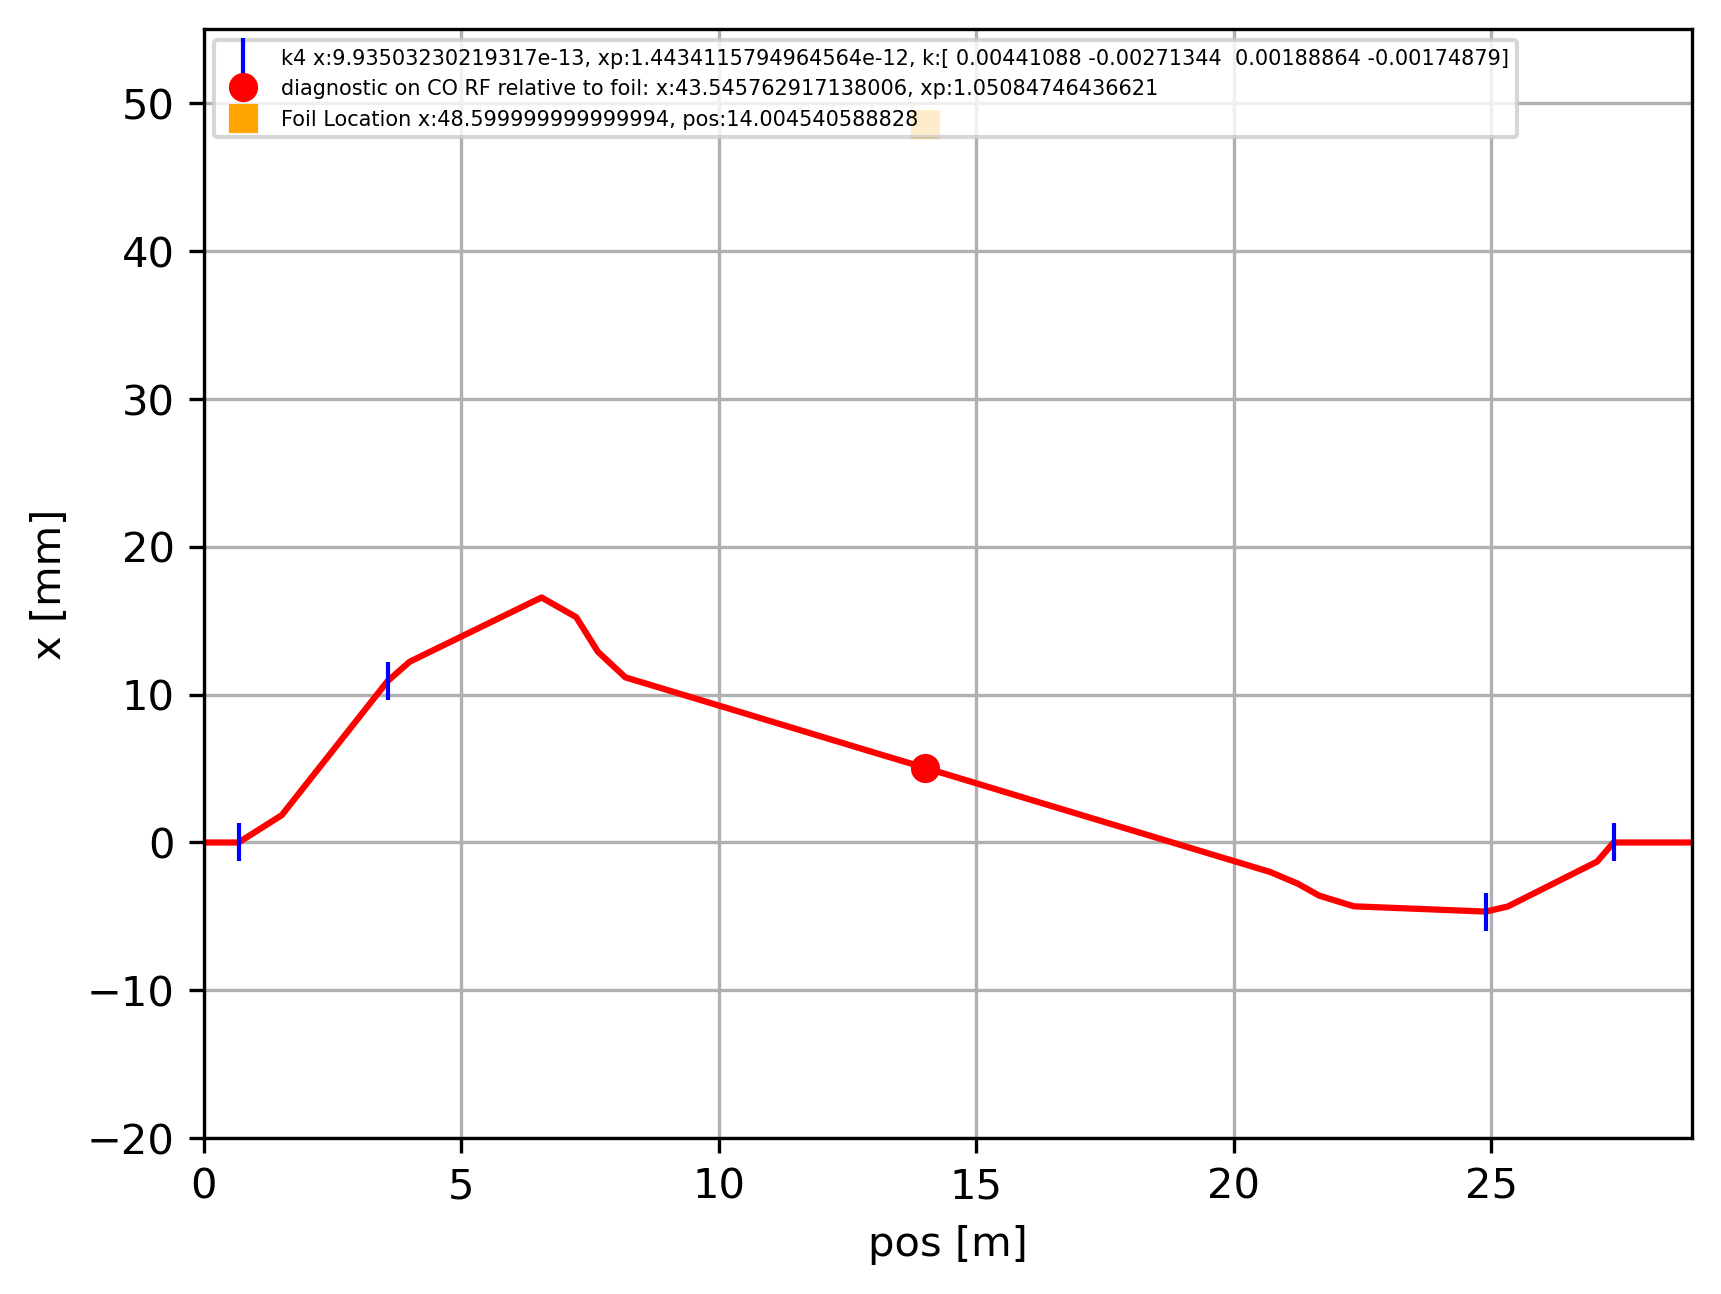 k4 x:9.93503230219317e-13, xp:1.4434115794964564e-12, k:[ 0.00441088 -0.00271344  0.00188864 -0.00174879]
diagnostic on CO RF relative to foil: x:43.545762917138006, xp:1.05084746436621
Foil Location x:48.599999999999994, pos:14.004540588828
50
40
30
20
10
0
−10
−20
x [mm]
0 5 10 15 20 25
pos [m]